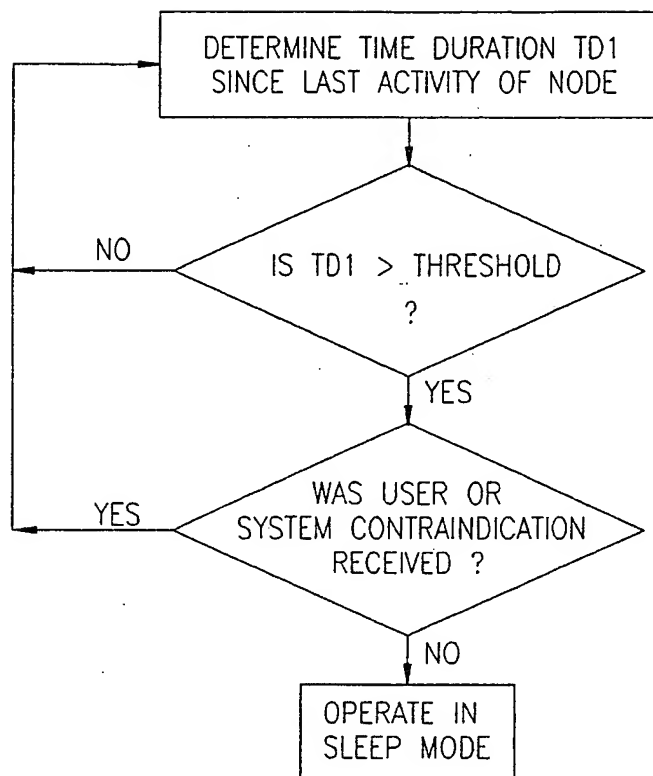 DETERMINE TIME DURATION TD1
SINCE LAST ACTIVITY OF NODE
NO
IS TD1 > THRESHOLD
?
YES
WAS USER OR
SYSTEM CONTRAINDICATION
RECEIVED ?
YES
NO
OPERATE IN
SLEEP MODE